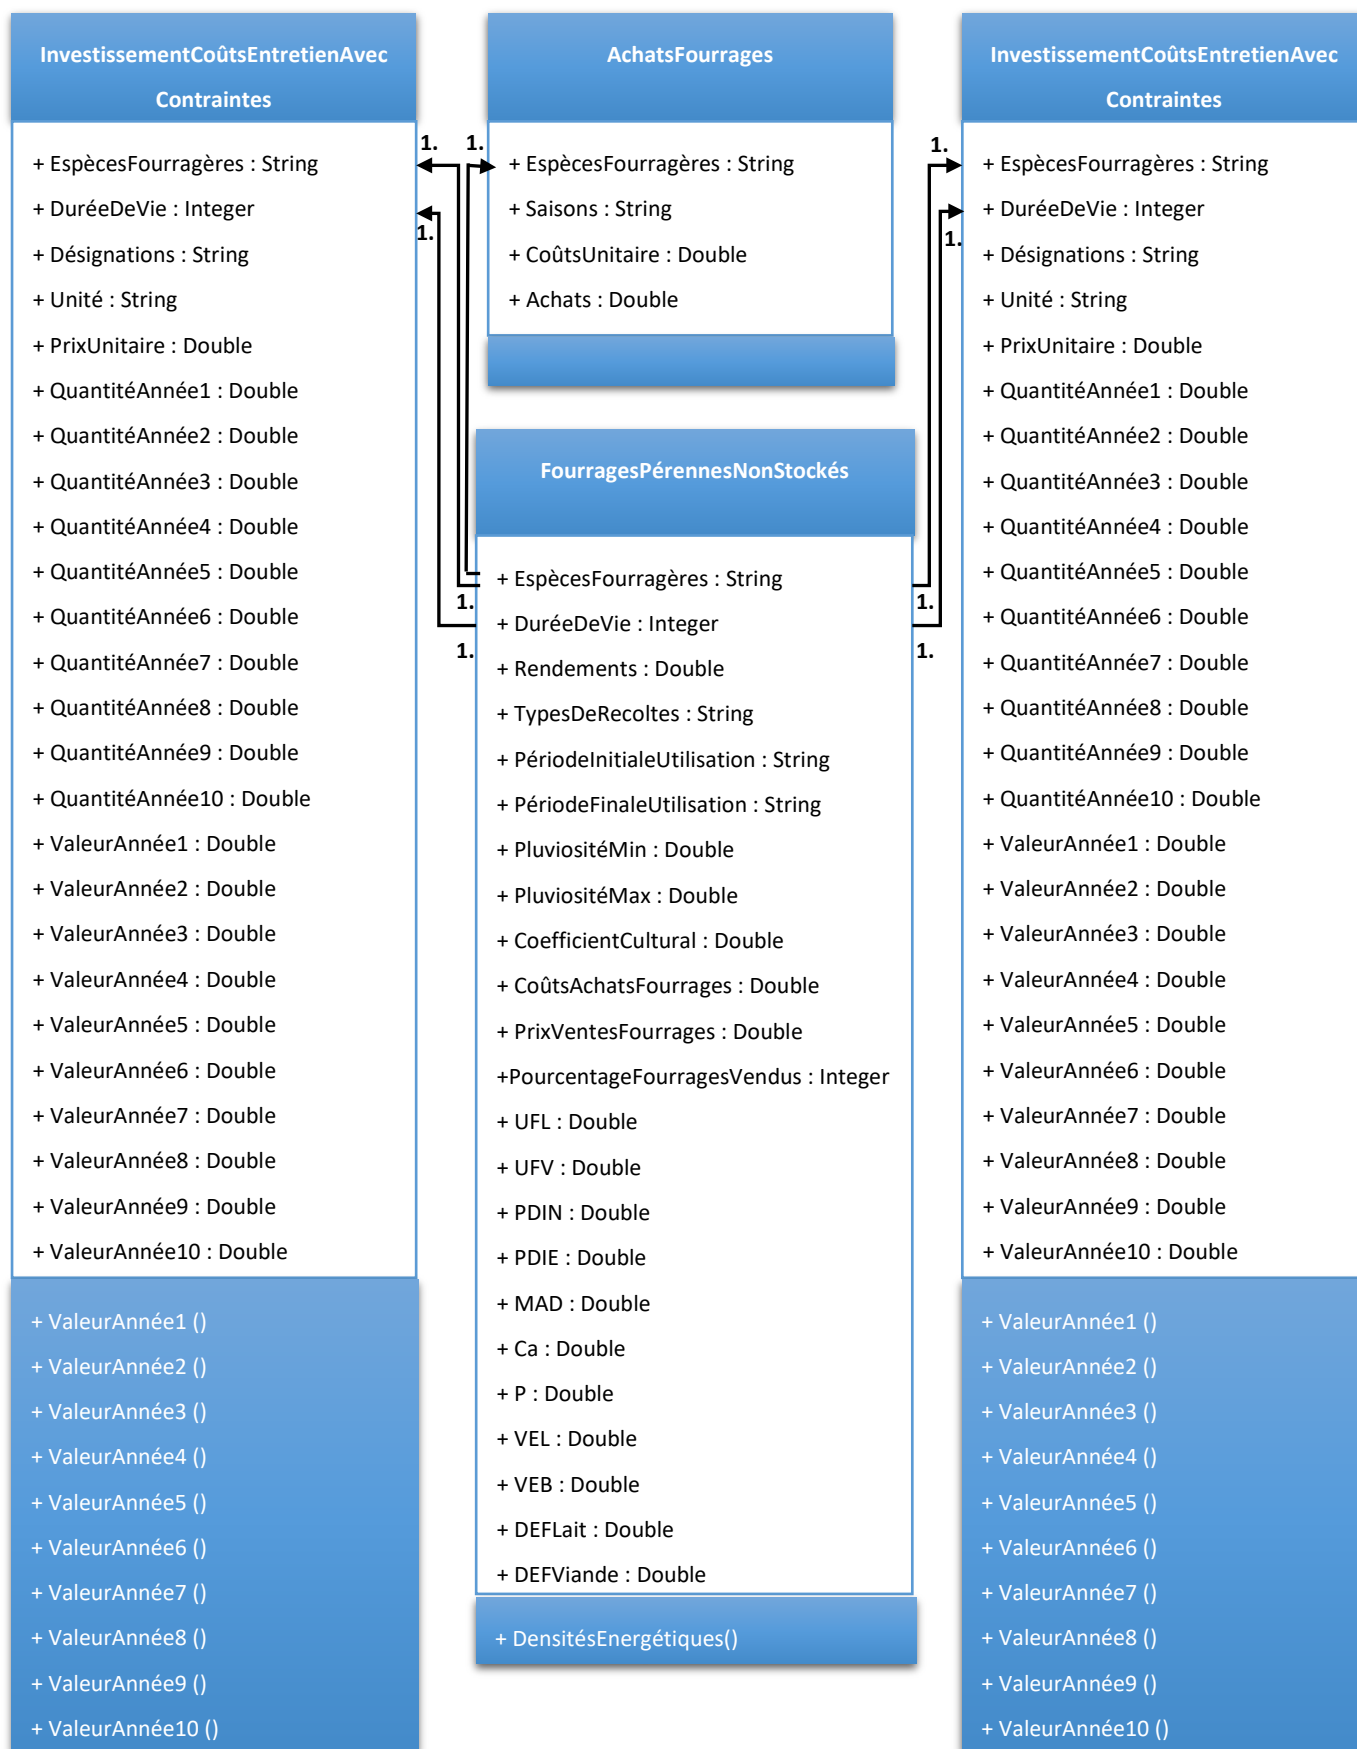 InvestissementCoûtsEntretienAvec
Contraintes
+ EspècesFourragères : String
+ DuréeDeVie : Integer
+ Désignations : String
+ Unité : String
+ PrixUnitaire : Double
+ QuantitéAnnée1 : Double
+ QuantitéAnnée2 : Double
+ QuantitéAnnée3 : Double
+ QuantitéAnnée4 : Double
+ QuantitéAnnée5 : Double
+ QuantitéAnnée6 : Double
+ QuantitéAnnée7 : Double
+ QuantitéAnnée8 : Double
+ QuantitéAnnée9 : Double
+ QuantitéAnnée10 : Double
+ ValeurAnnée1 : Double
+ ValeurAnnée2 : Double
+ ValeurAnnée3 : Double
+ ValeurAnnée4 : Double
+ ValeurAnnée5 : Double
+ ValeurAnnée6 : Double
+ ValeurAnnée7 : Double
+ ValeurAnnée8 : Double
+ ValeurAnnée9 : Double
+ ValeurAnnée10 : Double
+ ValeurAnnée1 ()
+ ValeurAnnée2 ()
+ ValeurAnnée3 ()
+ ValeurAnnée4 ()
+ ValeurAnnée5 ()
+ ValeurAnnée6 ()
+ ValeurAnnée7 ()
+ ValeurAnnée8 ()
+ ValeurAnnée9 ()
+ ValeurAnnée10 ()
1.
1.
1.
1.
1.
AchatsFourrages
+ EspècesFourragères : String
+ Saisons : String
+ CoûtsUnitaire : Double
+ Achats : Double
FourragesPérennesNonStockés
+ EspècesFourragères : String
+ DuréeDeVie : Integer
+ Rendements : Double
+ TypesDeRecoltes : String
+ PériodeInitialeUtilisation : String
+ PériodeFinaleUtilisation : String
+ PluviositéMin : Double
+ PluviositéMax : Double
+ CoefficientCultural : Double
+ CoûtsAchatsFourrages : Double
+ PrixVentesFourrages : Double
+PourcentageFourragesVendus : Integer
+ UFL : Double
+ UFV : Double
+ PDIN : Double
+ PDIE : Double
+ MAD : Double
+ Ca : Double
+ P : Double
+ VEL : Double
+ VEB : Double
+ DEFLait : Double
+ DEFViande : Double
+ DensitésEnergétiques()
1.
1.
1.
1.
InvestissementCoûtsEntretienAvec
Contraintes
+ EspècesFourragères : String
+ DuréeDeVie : Integer
+ Désignations : String
+ Unité : String
+ PrixUnitaire : Double
+ QuantitéAnnée1 : Double
+ QuantitéAnnée2 : Double
+ QuantitéAnnée3 : Double
+ QuantitéAnnée4 : Double
+ QuantitéAnnée5 : Double
+ QuantitéAnnée6 : Double
+ QuantitéAnnée7 : Double
+ QuantitéAnnée8 : Double
+ QuantitéAnnée9 : Double
+ QuantitéAnnée10 : Double
+ ValeurAnnée1 : Double
+ ValeurAnnée2 : Double
+ ValeurAnnée3 : Double
+ ValeurAnnée4 : Double
+ ValeurAnnée5 : Double
+ ValeurAnnée6 : Double
+ ValeurAnnée7 : Double
+ ValeurAnnée8 : Double
+ ValeurAnnée9 : Double
+ ValeurAnnée10 : Double
+ ValeurAnnée1 ()
+ ValeurAnnée2 ()
+ ValeurAnnée3 ()
+ ValeurAnnée4 ()
+ ValeurAnnée5 ()
+ ValeurAnnée6 ()
+ ValeurAnnée7 ()
+ ValeurAnnée8 ()
+ ValeurAnnée9 ()
+ ValeurAnnée10 ()